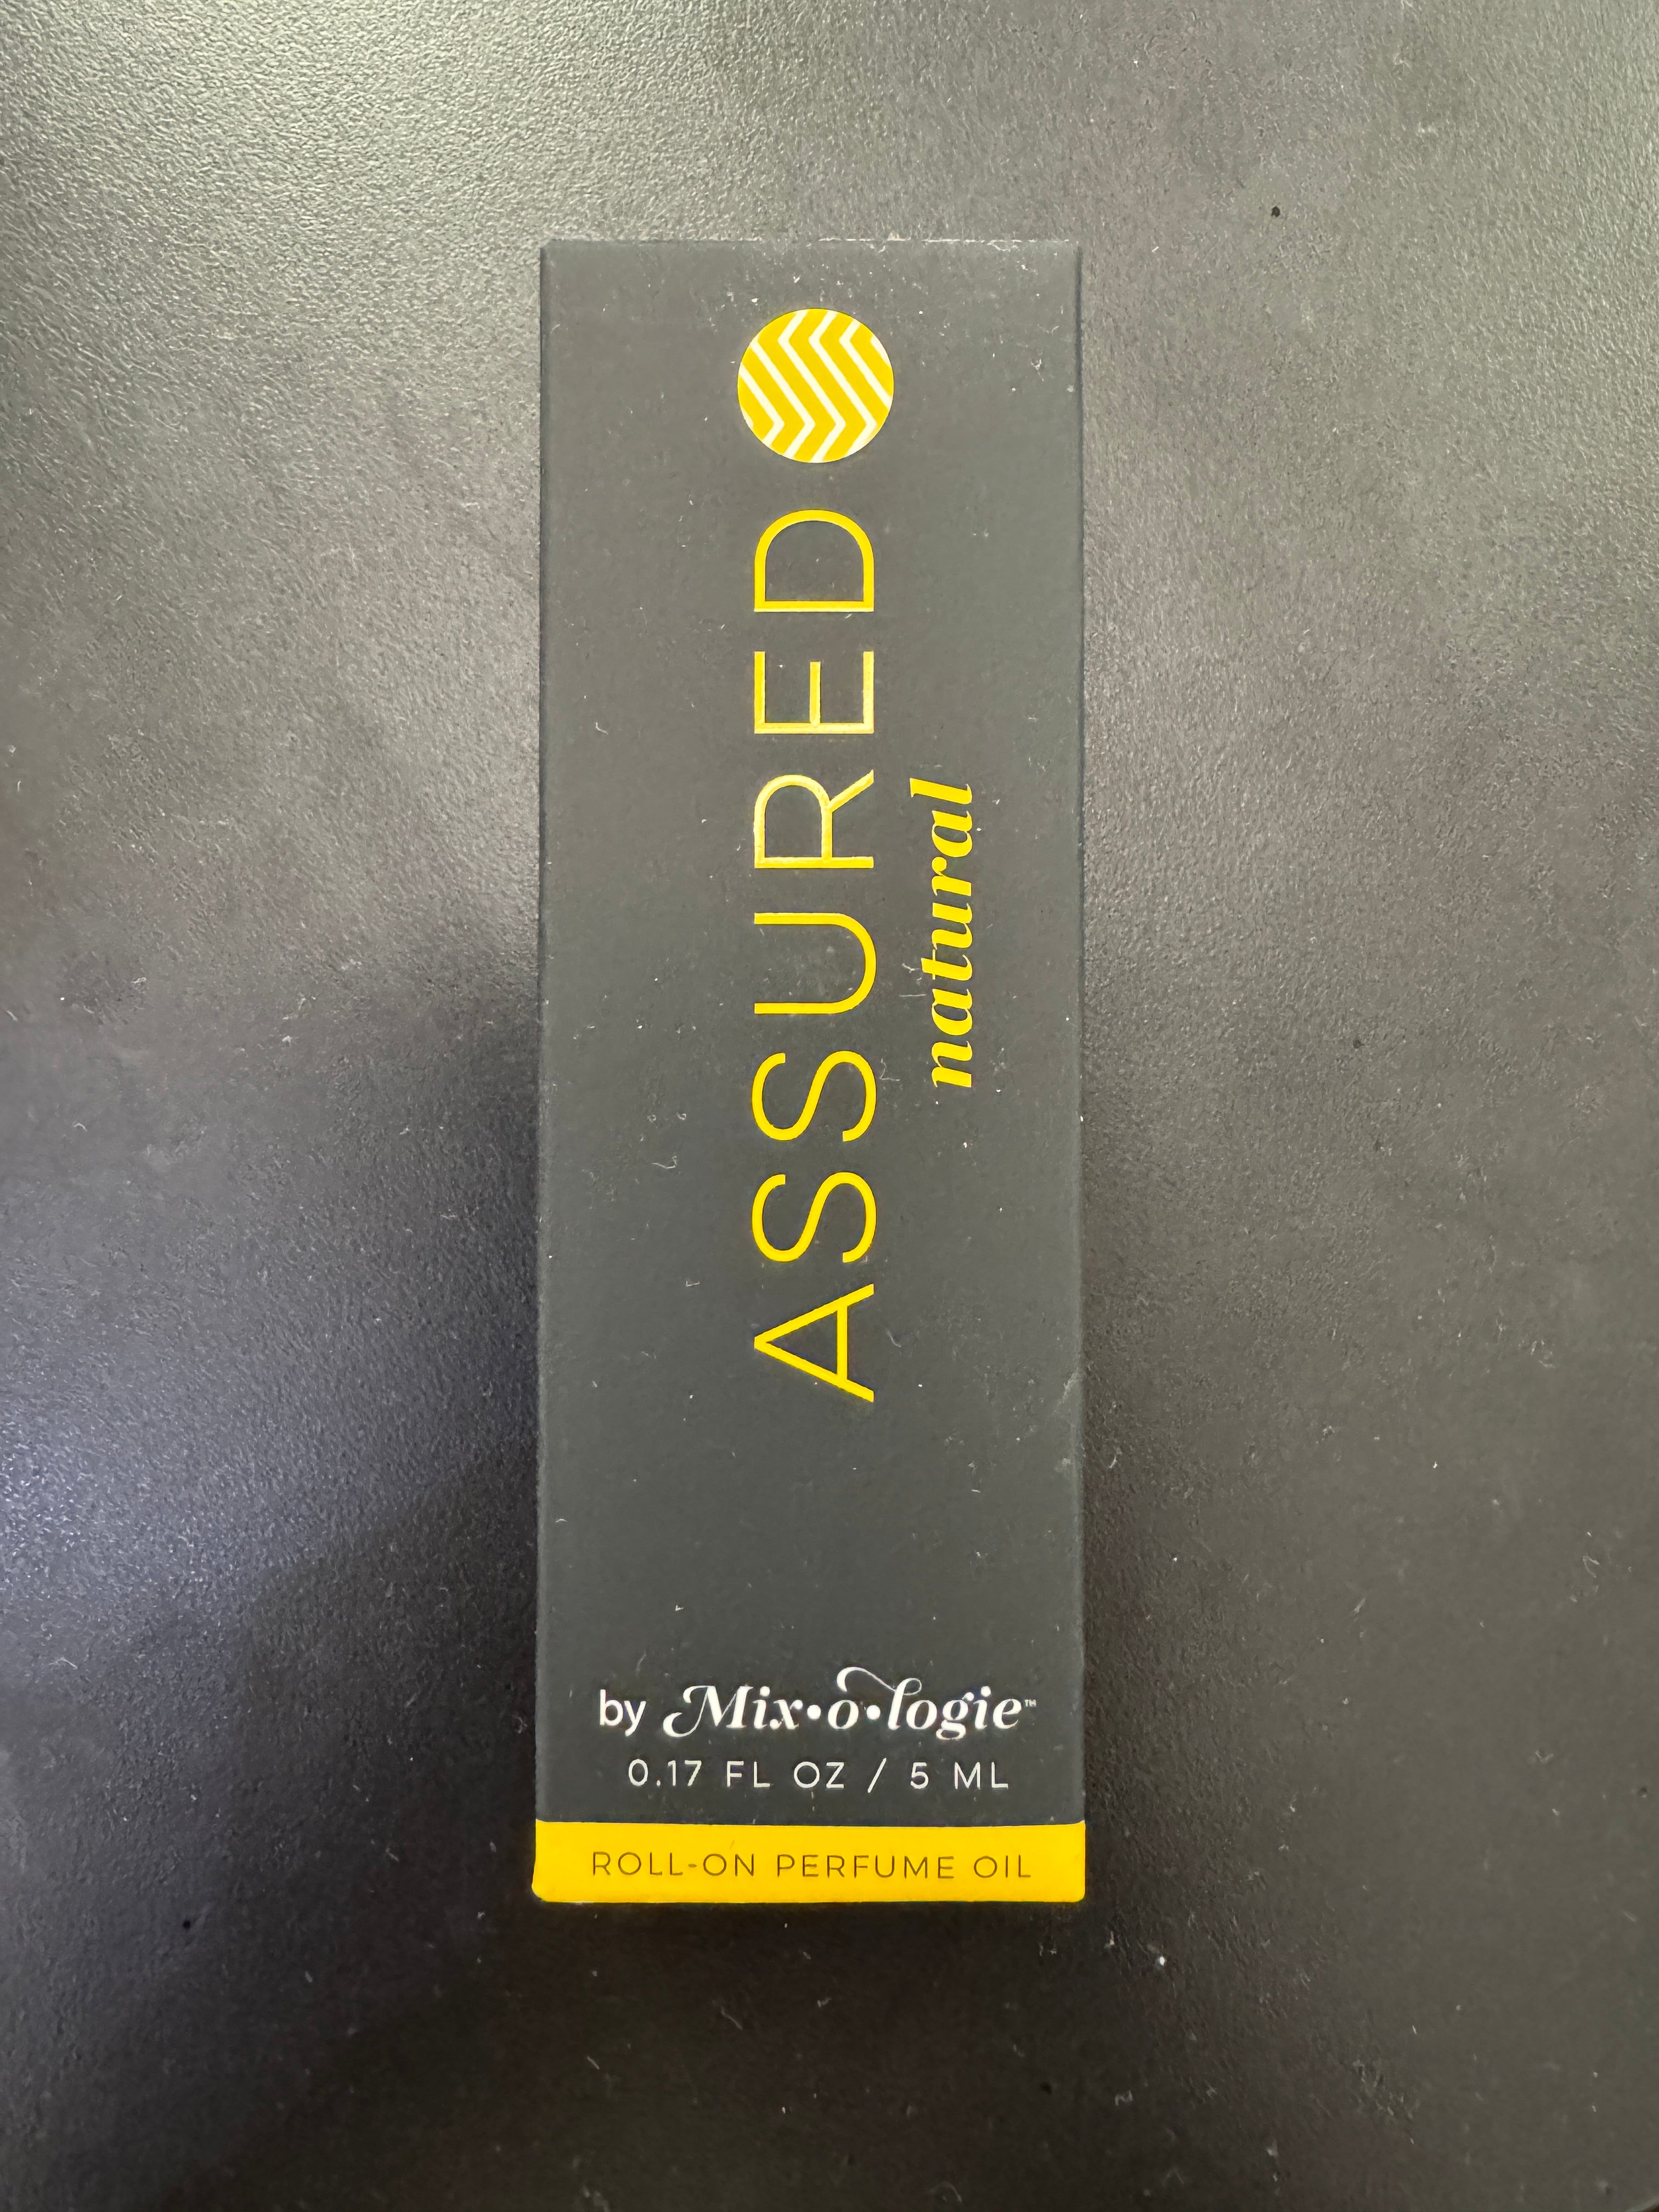 ASSURED
natural
by Mix•o•logie™
0.17 FL OZ / 5 ML
ROLL-ON PERFUME OIL